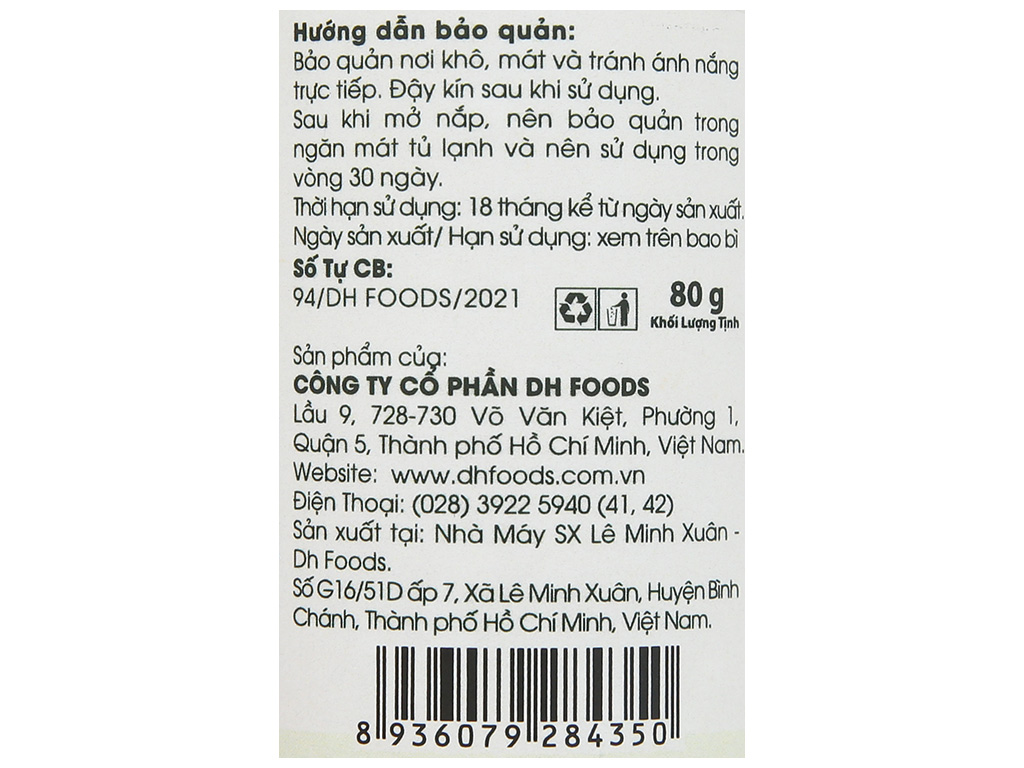 Hướng dẫn bảo quản:
Bảo quản nơi khô, mát và tránh ánh nắng
trực tiếp. Đậy kín sau khi sử dụng.
Sau khi mở nắp, nên bảo quản trong
ngăn mát tủ lạnh và nên sử dụng trong
vòng 30 ngày.
Thời hạn sử dụng: 18 tháng kể từ ngày sản xuất.
Ngày sản xuất/ Hạn sử dụng: xem trên bao bì
Số Tự CB:
94/DH FOODS/2021
80 g
Khối Lượng Tịnh
Sản phẩm của:
CÔNG TY CỔ PHẦN DH FOODS
Lầu 9, 728-730 Võ Văn Kiệt, Phường 1,
Quận 5, Thành phố Hồ Chí Minh, Việt Nam.
Website: www.dhfoods.com.vn
Điện Thoại: (028) 3922 5940 (41, 42)
Sản xuất tại: Nhà Máy SX Lê Minh Xuân -
Dh Foods.
Số G16/51D ấp 7, Xã Lê Minh Xuân, Huyện Bình
Chánh, Thành phố Hồ Chí Minh, Việt Nam.
8 936079 284350